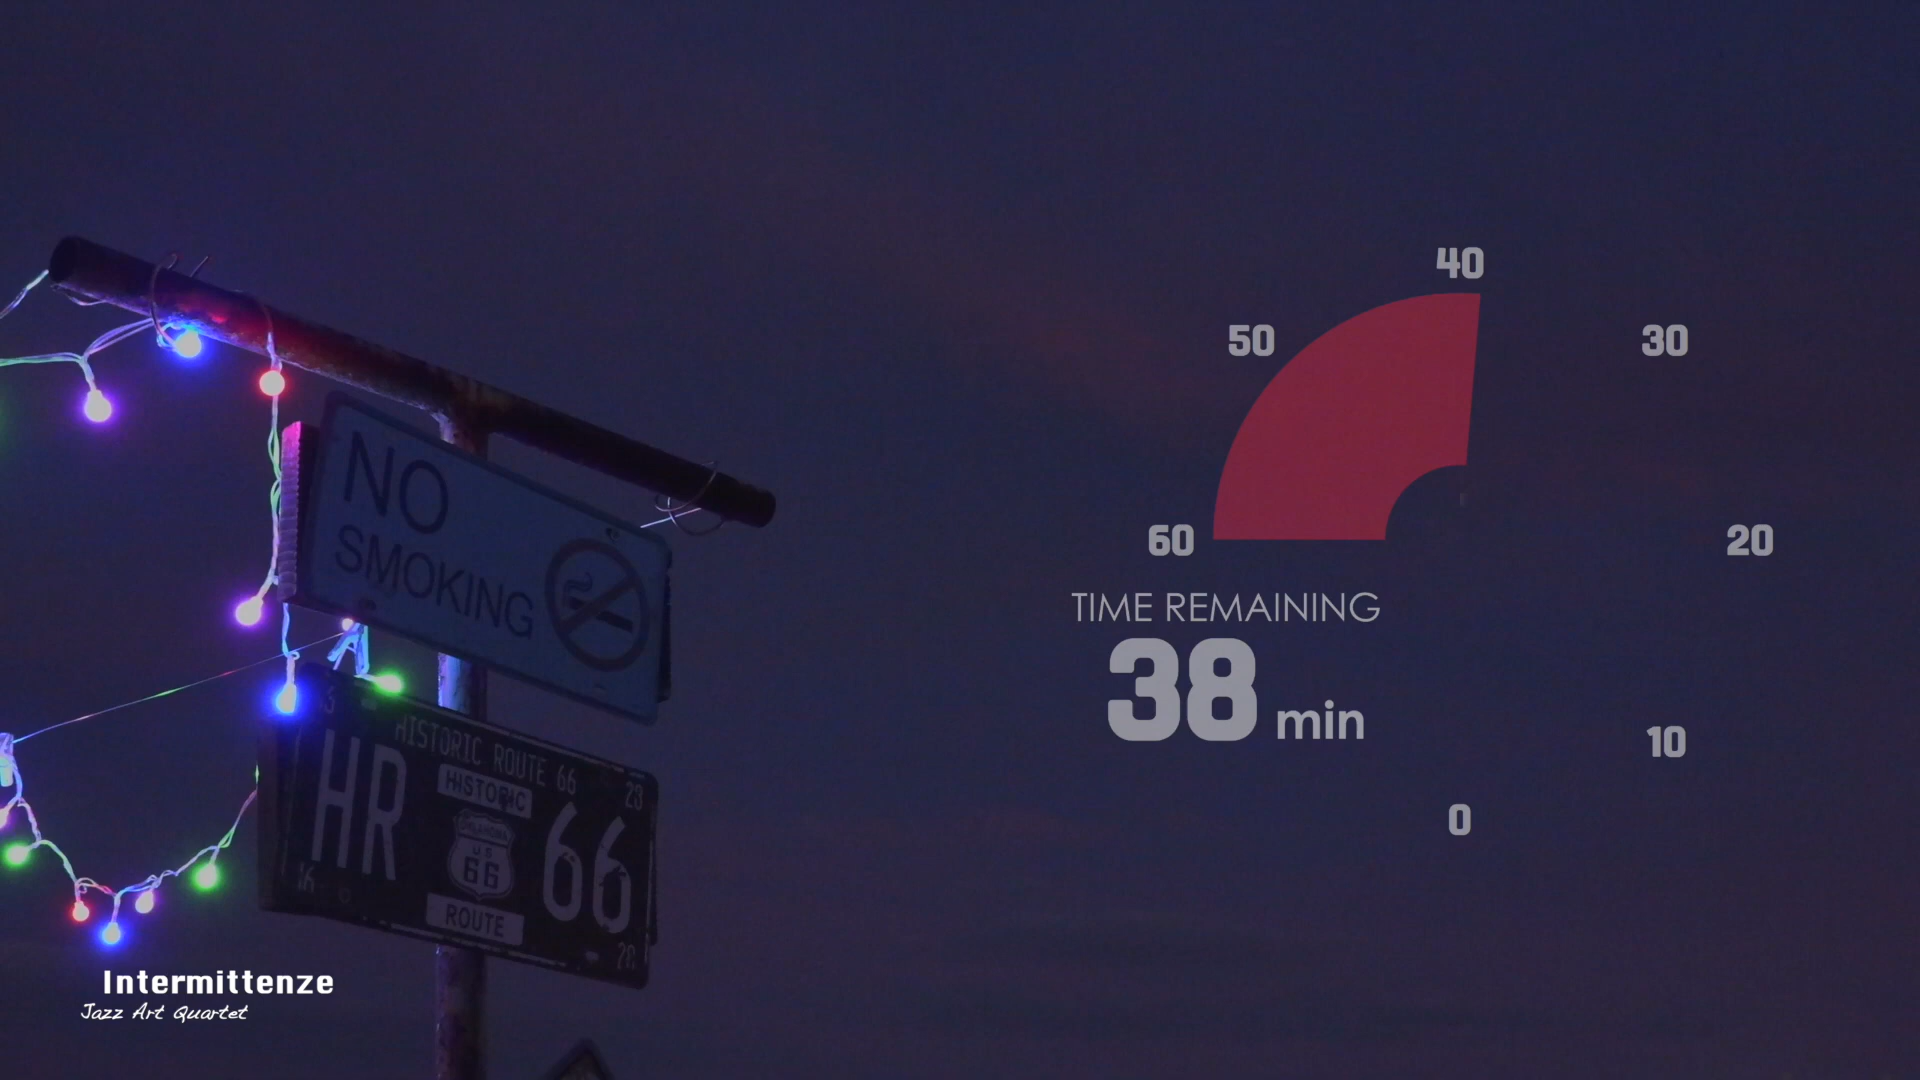 NO
SMOKING
HISTORIC ROUTE 66
HISTORIC
HR
OKLAHOMA
US
66
66
ROUTE
23
Intermittenze
Jazz Art Quartet
40
50
30
60
20
TIME REMAINING
38 min
10
0